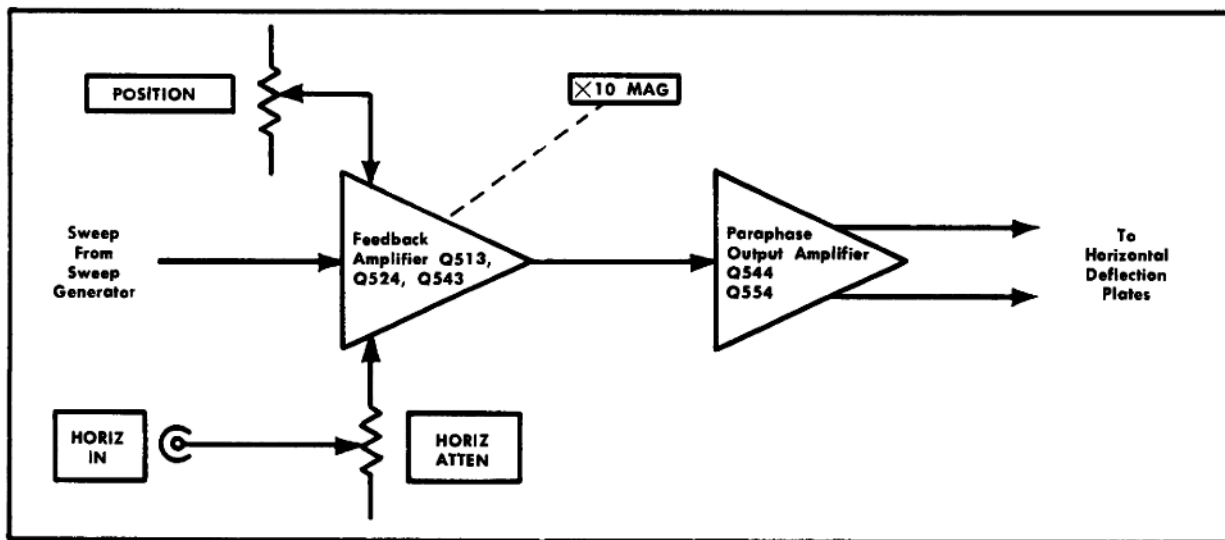 POSITION
×10 MAG
Sweep
From
Sweep
Generator
Feedback
Amplifier Q513,
Q524, Q543
Paraphase
Output Amplifier
Q544
Q554
To
Horizontal
Deflection
Plates
HORIZ
IN
HORIZ
ATTEN